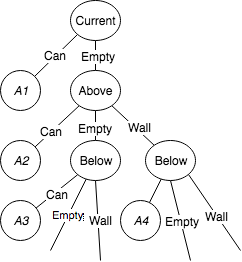 Current
Can Empty
A1 Above
Can Empty Wall
A2 Below Below
Can
A3 Empty Wall A4 Empty Wall